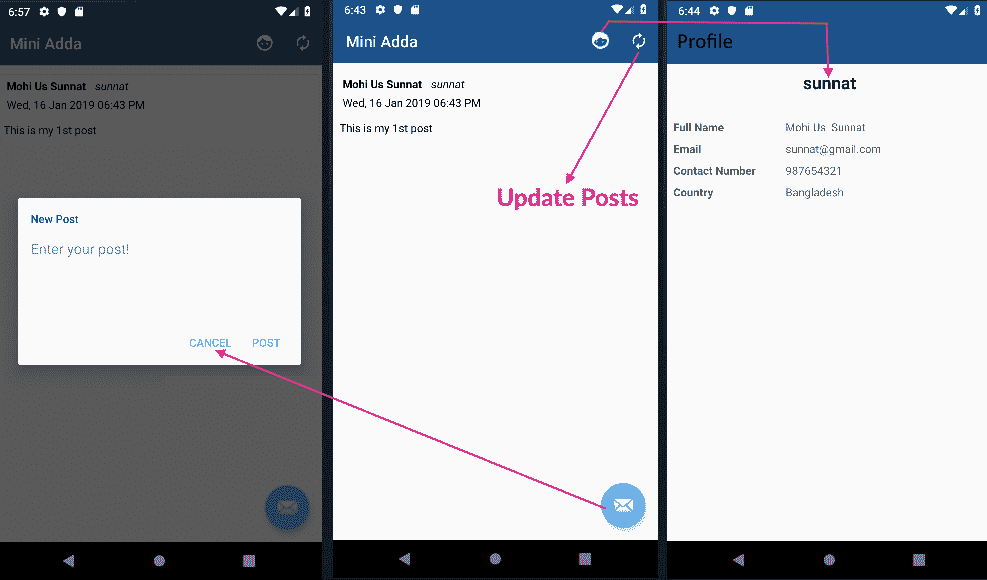 6:57
Mini Adda
Mohi Us Sunnat sunnat
Wed, 16 Jan 2019 06:43 PM
This is my 1st post
New Post
Enter your post!
CANCEL POST
6:43
Mini Adda
Mohi Us Sunnat sunnat
Wed, 16 Jan 2019 06:43 PM
This is my 1st post
Update Posts
6:44
Profile
sunnat
Full Name Mohi Us Sunnat
Email sunnat@gmail.com
Contact Number 987654321
Country Bangladesh